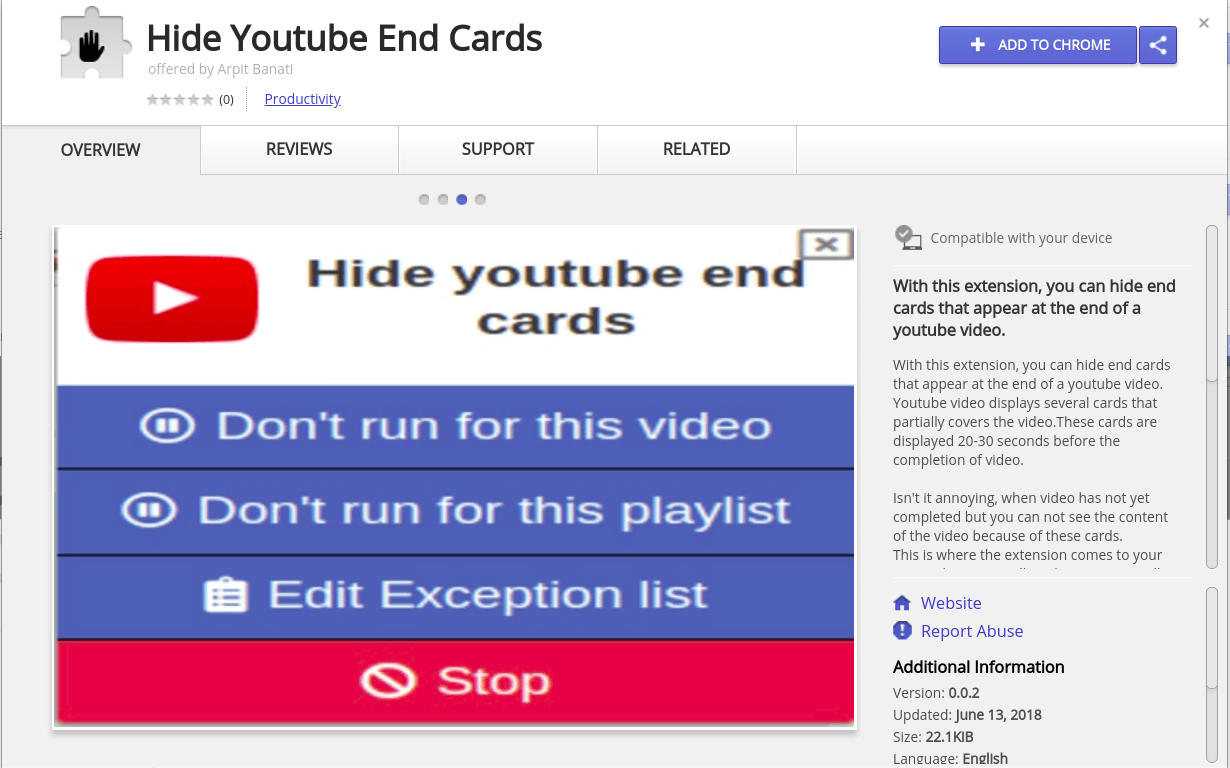 Hide Youtube End Cards
offered by Arpit Banati
(0)
Productivity
ADD TO CHROME
OVERVIEW
REVIEWS
SUPPORT
RELATED
Hide youtube end
cards
Don't run for this video
Don't run for this playlist
Edit Exception list
Stop
Compatible with your device
With this extension, you can hide end
cards that appear at the end of a
youtube video.
With this extension, you can hide end cards
that appear at the end of a youtube video.
Youtube video displays several cards that
partially covers the video.These cards are
displayed 20-30 seconds before the
completion of video.
Isn't it annoying, when video has not yet
completed but you can not see the content
of the video because of these cards.
This is where the extension comes to your
Website
Report Abuse
Additional Information
Version: 0.0.2
Updated: June 13, 2018
Size: 22.1KIB
Language: English